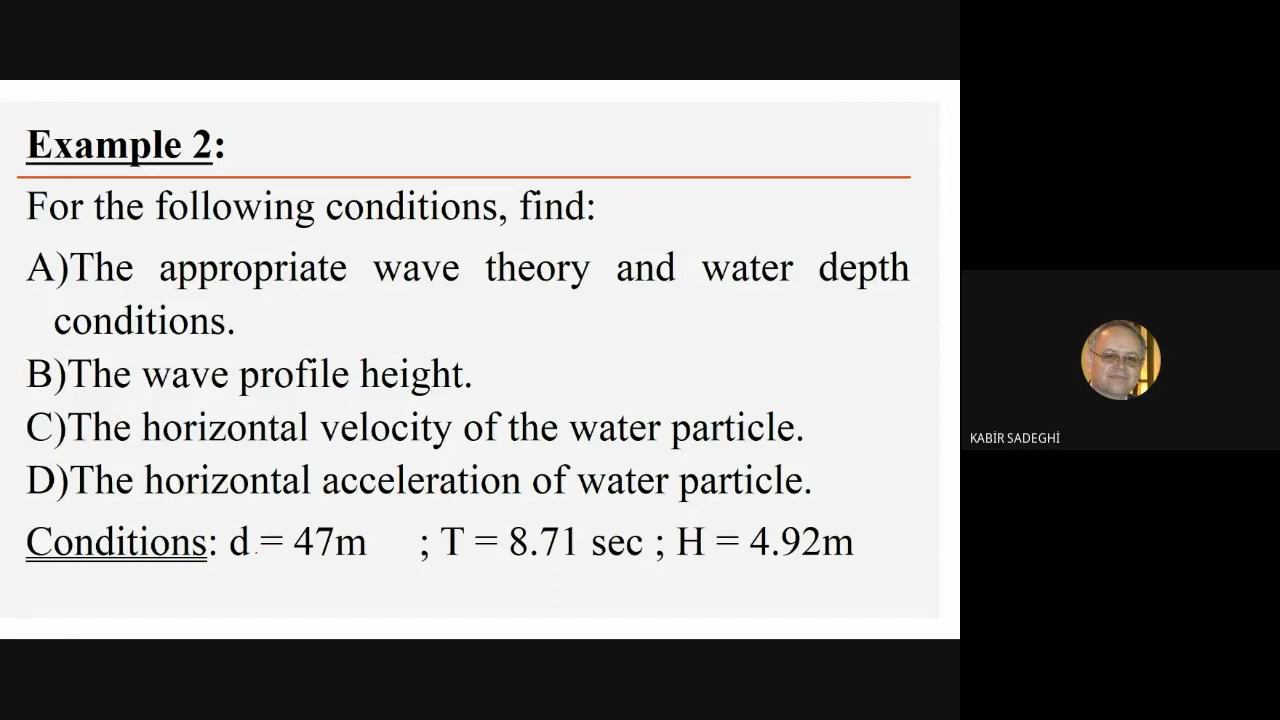 Example 2:
For the following conditions, find:
A)The appropriate wave theory and water depth
conditions.
B)The wave profile height.
C)The horizontal velocity of the water particle.
D)The horizontal acceleration of water particle.
Conditions: d = 47m ; T = 8.71 sec ; H = 4.92m
KABİR SADEGHİ